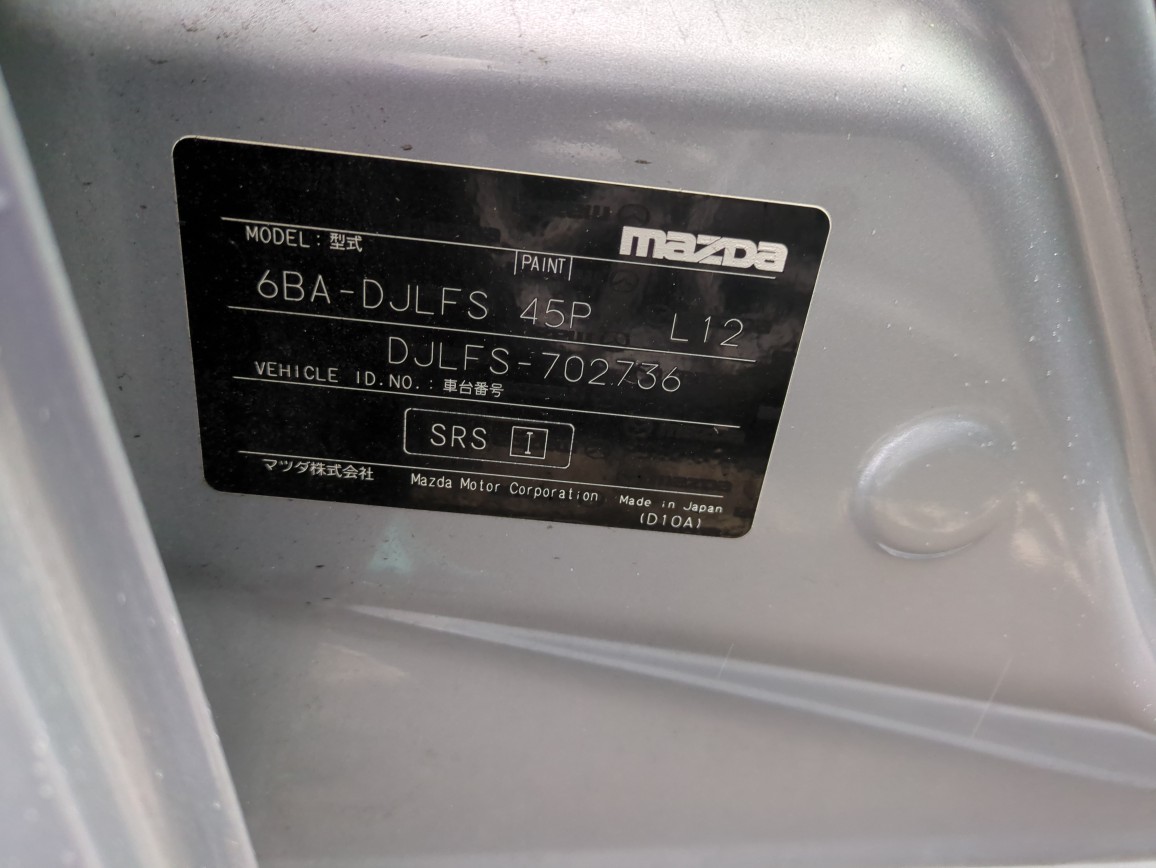 mazda
MODEL : 型式
PAINT
6BA-DJLFS 45P L12
DJLFS-702736
VEHICLE ID.NO. : 車台番号
SRS I
マツダ株式会社 Mazda Motor Corporation Made in Japan
(D10A)